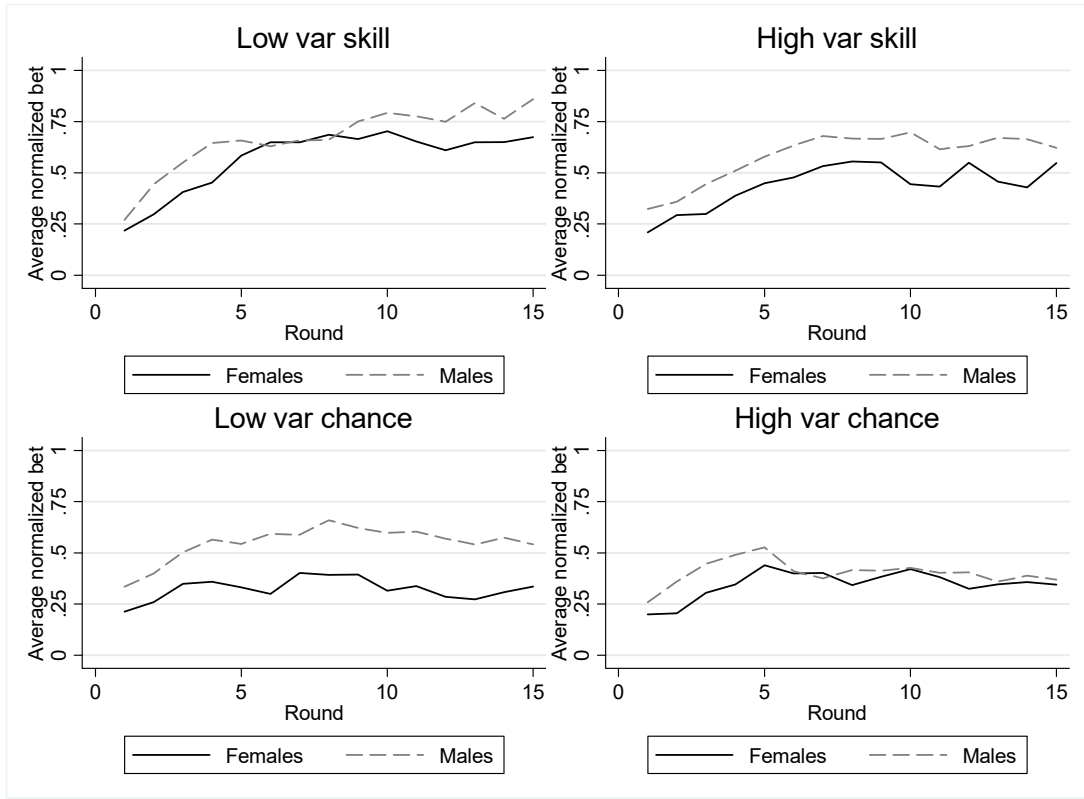 Low var skill
Average normalized bet
0 .25 .5 .75 1
0 5 10 15
Round
Females Males
High var skill
Average normalized bet
0 .25 .5 .75 1
0 5 10 15
Round
Females Males
Low var chance
Average normalized bet
0 .25 .5 .75 1
0 5 10 15
Round
Females Males
High var chance
Average normalized bet
0 .25 .5 .75 1
0 5 10 15
Round
Females Males